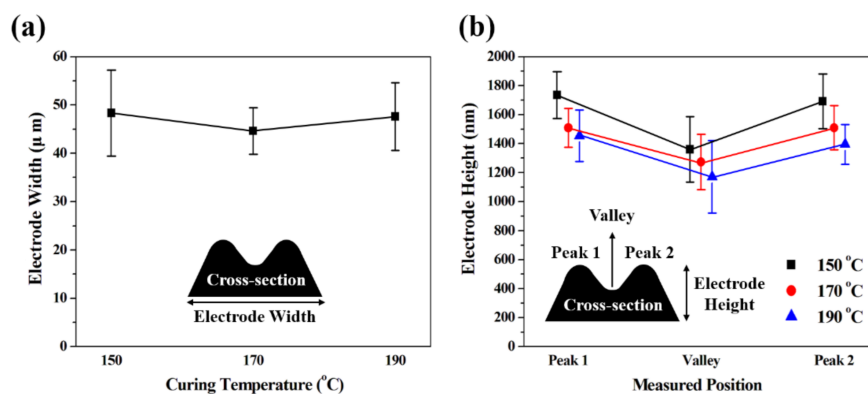 (a)
60
50
40
30
20
10
0
Electrode Width (μ m)
Cross-section
Electrode Width
150
170
190
Curing Temperature (°C)
(b)
2000
1800
1600
1400
1200
1000
800
600
400
200
0
Electrode Height (nm)
Valley
Peak 1
Peak 2
Cross-section
Electrode
Height
150 °C
170 °C
190 °C
Peak 1
Valley
Peak 2
Measured Position